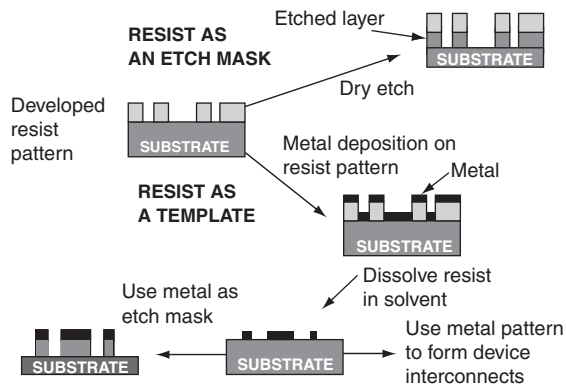 Etched layer
RESIST AS
AN ETCH MASK
SUBSTRATE
Dry etch
Developed
resist
pattern
SUBSTRATE
Metal deposition on
resist pattern
Metal
RESIST AS
A TEMPLATE
SUBSTRATE
Dissolve resist
in solvent
Use metal as
etch mask
SUBSTRATE
SUBSTRATE
Use metal pattern
to form device
interconnects